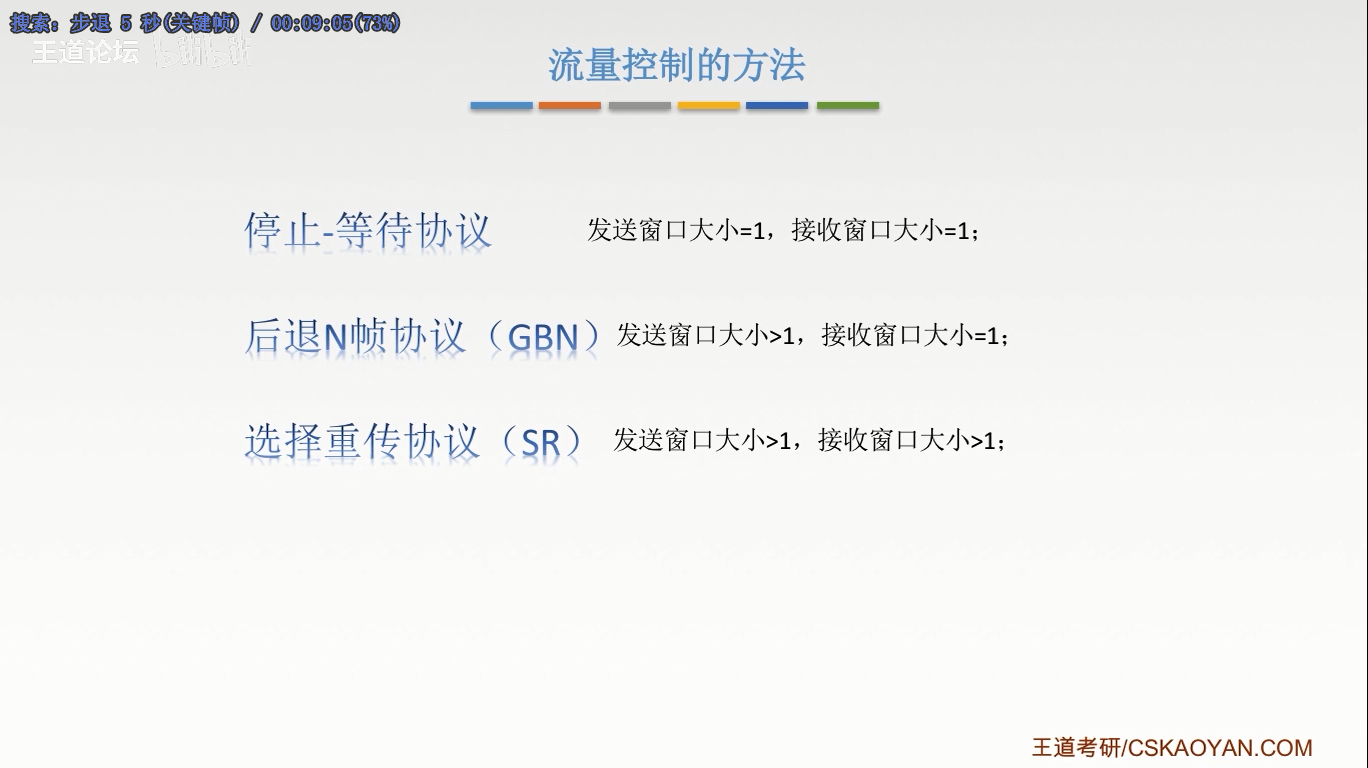 搜索: 步退 5 秒(关键帧) / 00:09:05(73%)
王道论坛 bilibili
流量控制的方法
停止-等待协议 发送窗口大小=1，接收窗口大小=1；
后退N帧协议（GBN）发送窗口大小>1，接收窗口大小=1；
选择重传协议（SR） 发送窗口大小>1，接收窗口大小>1；
王道考研/CSKAOYAN.COM